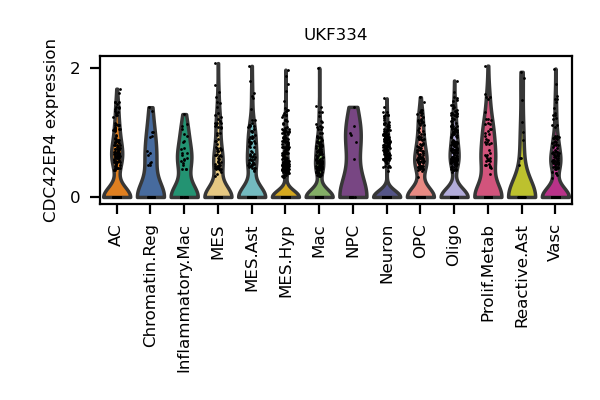 UKF334
CDC42EP4 expression
2
0
AC
Chromatin.Reg
Inflammatory.Mac
MES
MES.Ast
MES.Hyp
Mac
NPC
Neuron
OPC
Oligo
Prolif.Metab
Reactive.Ast
Vasc